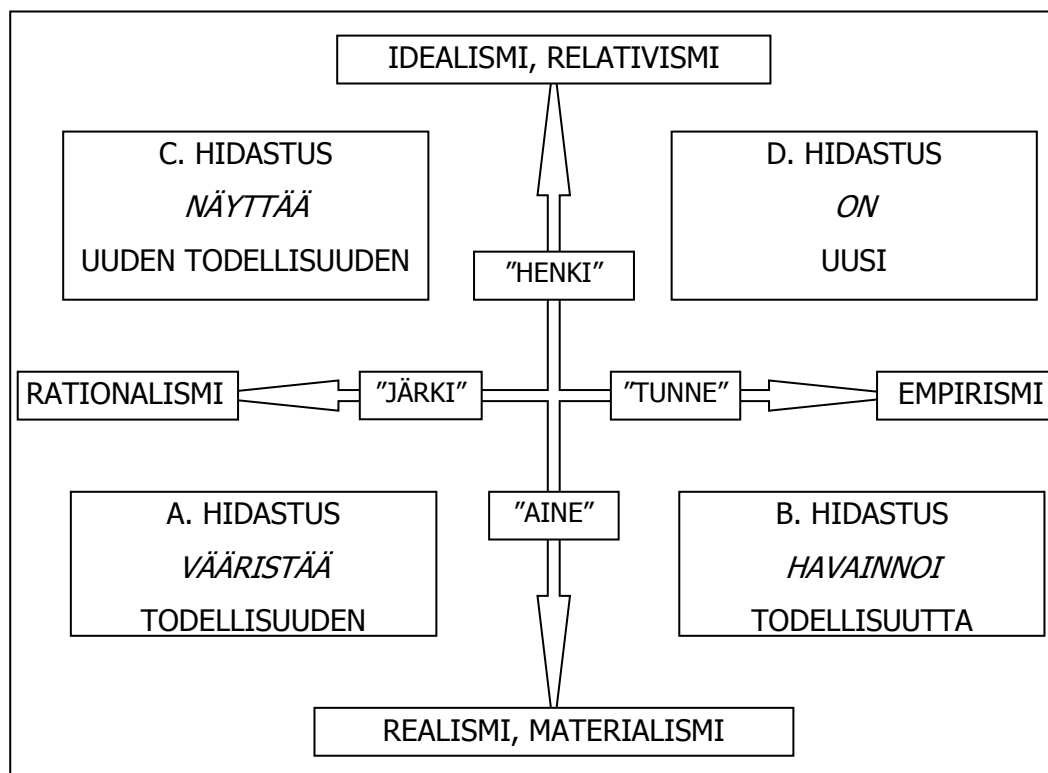 IDEALISMI, RELATIVISMI
C. HIDASTUS
NÄYTTÄÄ
UUDEN TODELLISUUDEN
D. HIDASTUS
ON
UUSI
”HENKI”
RATIONALISMI
”JÄRKI”
”TUNNE”
EMPIRISMI
A. HIDASTUS
VÄÄRISTÄÄ
TODELLISUUDEN
”AINE”
B. HIDASTUS
HAVAINNOI
TODELLISUUTTA
REALISMI, MATERIALISMI